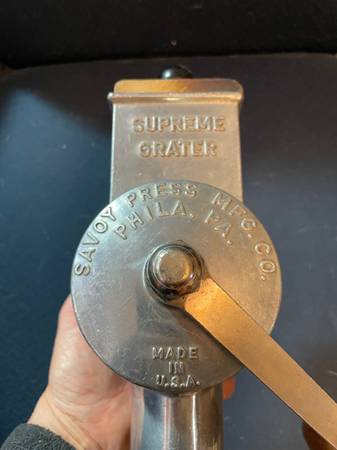 SUPREME
GRATER
SAVOY PRESS MFG. CO.
PHILA. PA.
MADE
IN
U.S.A.